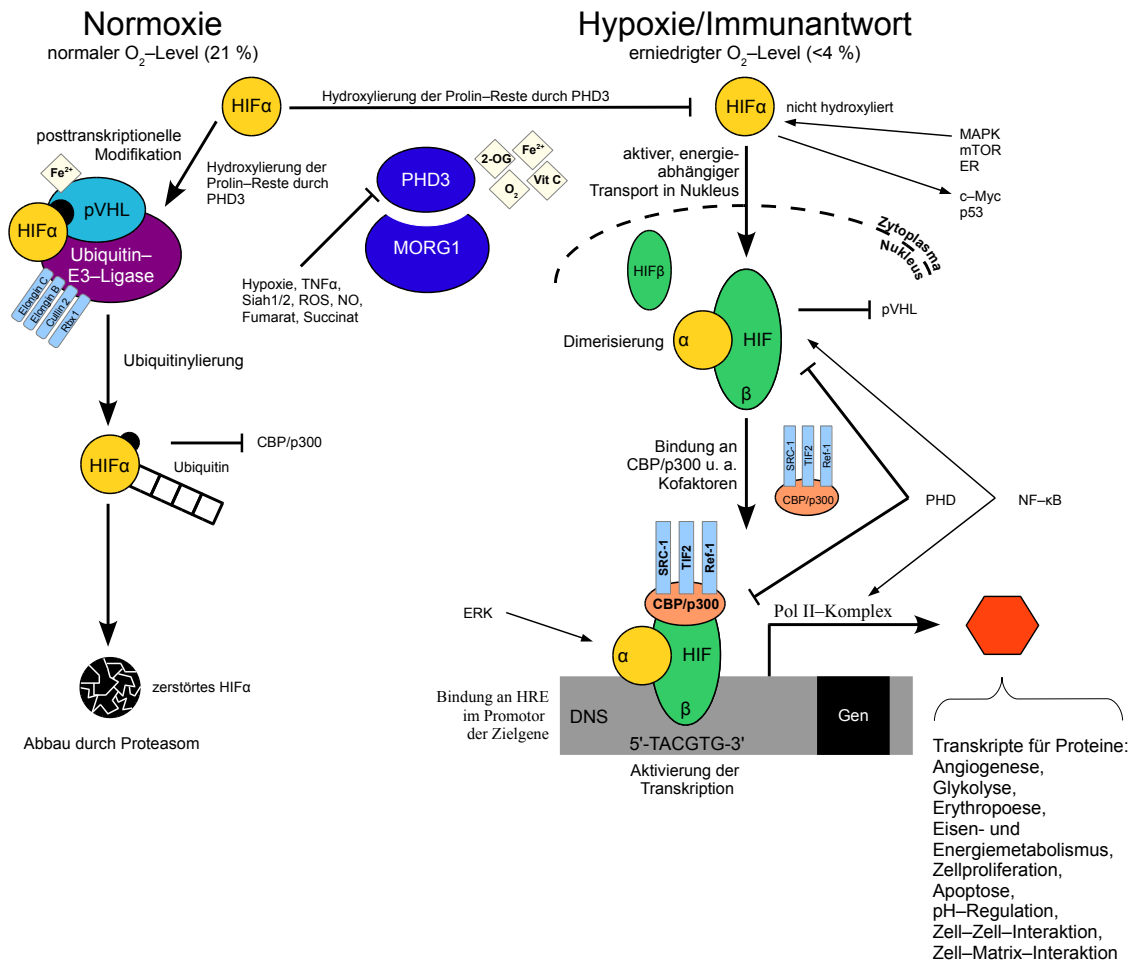 Normoxie
normaler O2–Level (21 %)
Hypoxie/Immunantwort
erniedrigter O2–Level (<4 %)
HIFα
Hydroxylierung der Prolin–Reste durch PHD3
HIFα
nicht hydroxyliert
MAPK
mTOR
ER
c–Myc
p53
posttranskriptionelle
Modifikation
Hydroxylierung der
Prolin–Reste durch
PHD3
Fe2+
pVHL
HIFα
Ubiquitin–
E3–Ligase
Elongin C
Elongin B
Cullin 2
Rbx1
PHD3
MORG1
2-OG
Fe2+
O2
Vit C
Hypoxie, TNFα,
Siah1/2, ROS, NO,
Fumarat, Succinat
aktiver, energie-
abhängiger
Transport in Nukleus
Zytoplasma
Nukleus
HIFβ
Dimerisierung
α
HIF
β
pVHL
Ubiquitinylierung
HIFα
Ubiquitin
CBP/p300
Bindung an
CBP/p300 u. a.
Kofaktoren
SRC-1
TIF2
Ref-1
CBP/p300
PHD
NF–κB
SRC-1
TIF2
Ref-1
CBP/p300
ERK
α
HIF
β
Pol II–Komplex
zerstörtes HIFα
Abbau durch Proteasom
Bindung an HRE
im Promotor
der Zielgene
DNS
5'-TACGTG-3'
Gen
Aktivierung der
Transkription
Transkripte für Proteine:
Angiogenese,
Glykolyse,
Erythropoese,
Eisen- und
Energiemetabolismus,
Zellproliferation,
Apoptose,
pH–Regulation,
Zell–Zell–Interaktion,
Zell–Matrix–Interaktion